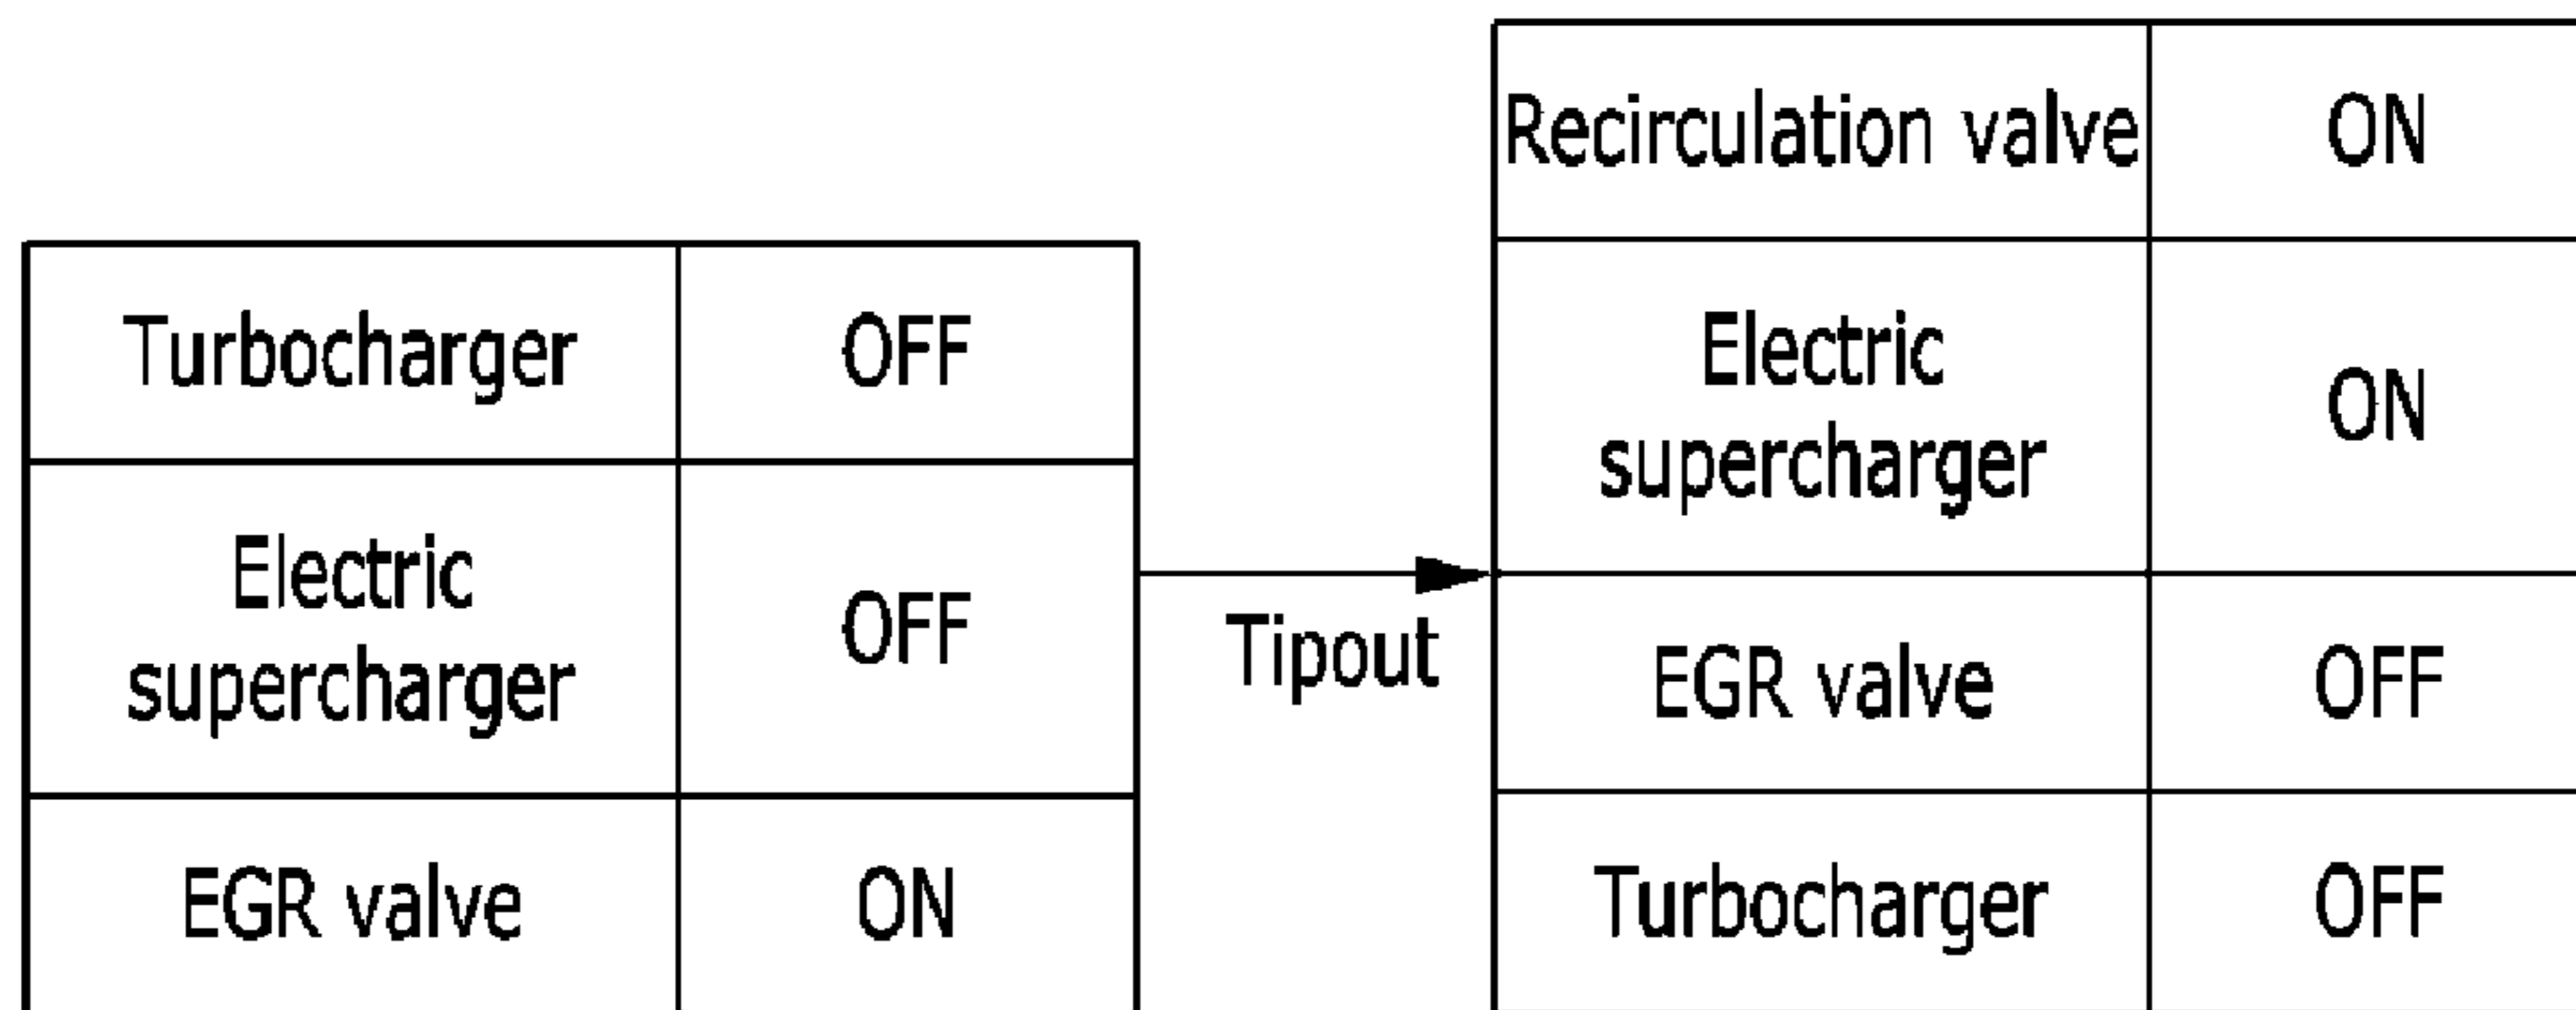 Turbocharger OFF
Electric
supercharger
OFF
EGR valve ON
Tipout
Recirculation valve ON
Electric
supercharger
ON
EGR valve OFF
Turbocharger OFF